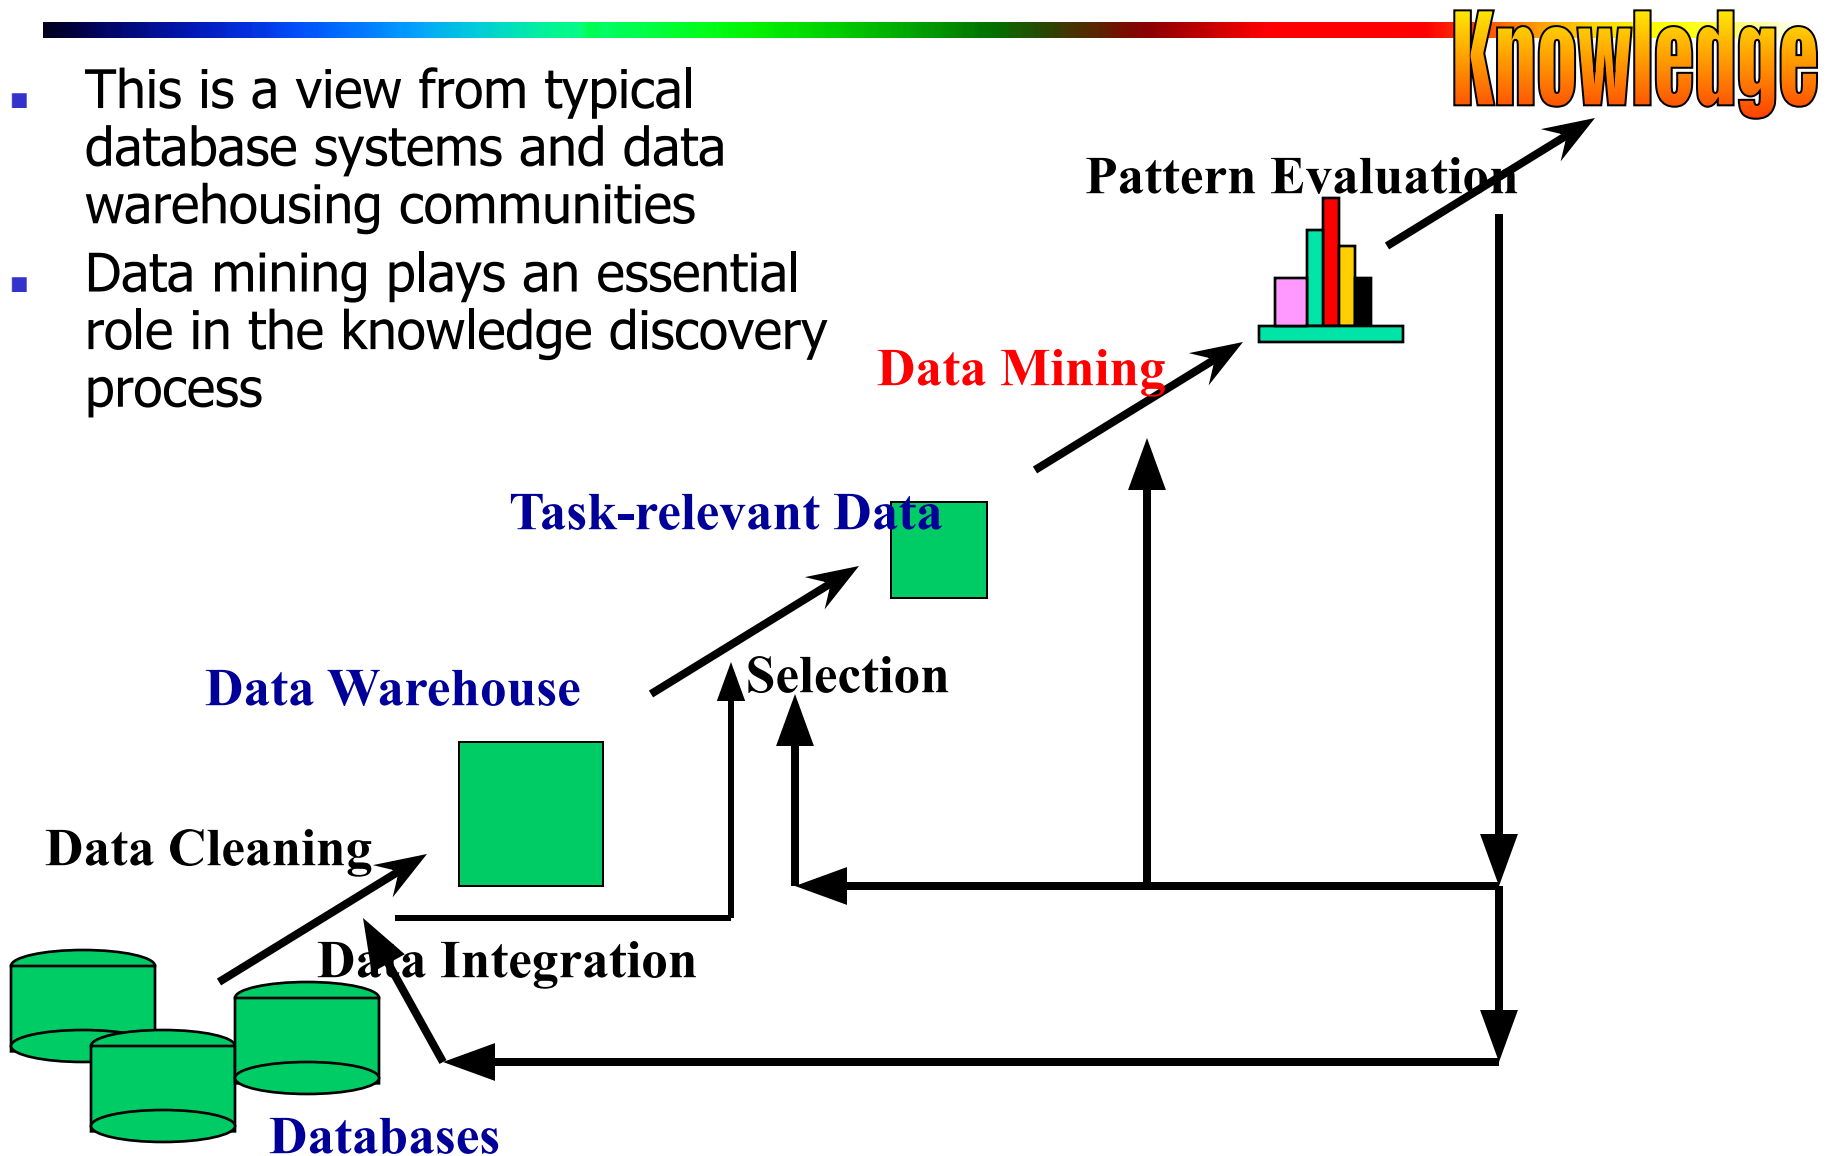 Knowledge
This is a view from typical
database systems and data
warehousing communities
Data mining plays an essential
role in the knowledge discovery
process
Pattern Evaluation
Data Mining
Task-relevant Data
Selection
Data Warehouse
Data Cleaning
Data Integration
Databases